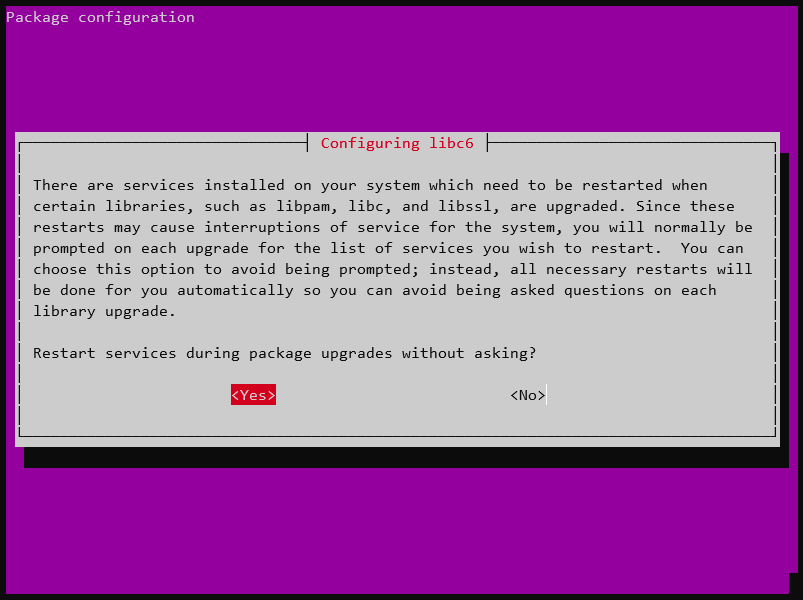 Package configuration
Configuring libc6
There are services installed on your system which need to be restarted when
certain libraries, such as libpam, libc, and libssl, are upgraded. Since these
restarts may cause interruptions of service for the system, you will normally be
prompted on each upgrade for the list of services you wish to restart.  You can
choose this option to avoid being prompted; instead, all necessary restarts will
be done for you automatically so you can avoid being asked questions on each
library upgrade.
Restart services during package upgrades without asking?
<Yes> <No>